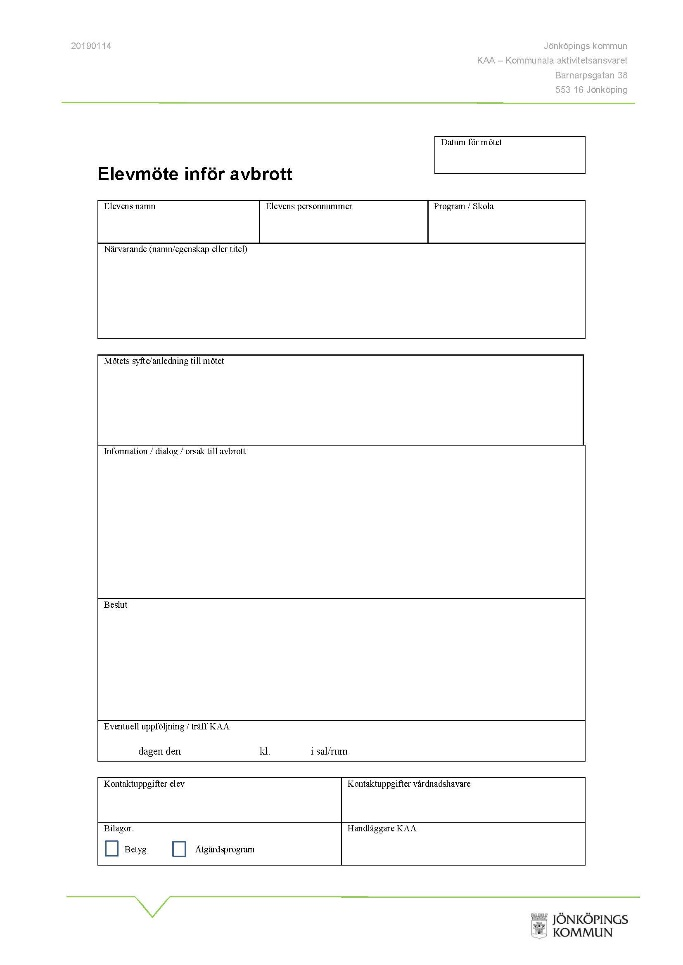 20190114
Jönköpings kommun
KAA – Kommunala aktivitetsansvaret
Barnarpsgatan 38
553 16 Jönköping
Datum för mötet
Elevmöte inför avbrott
Elevens namn
Elevens personnummer
Program / Skola
Närvarande (namn/egenskap eller titel)
Mötets syfte/anledning till mötet
Information / dialog / orsak till avbrott
Beslut
Eventuell uppföljning / träff KAA
dagen den kl. i sal/rum
Kontaktuppgifter elev
Kontaktuppgifter vårdnadshavare
Bilagor.
Handläggare KAA
Betyg
Åtgärdsprogram
JÖNKÖPINGS
KOMMUN